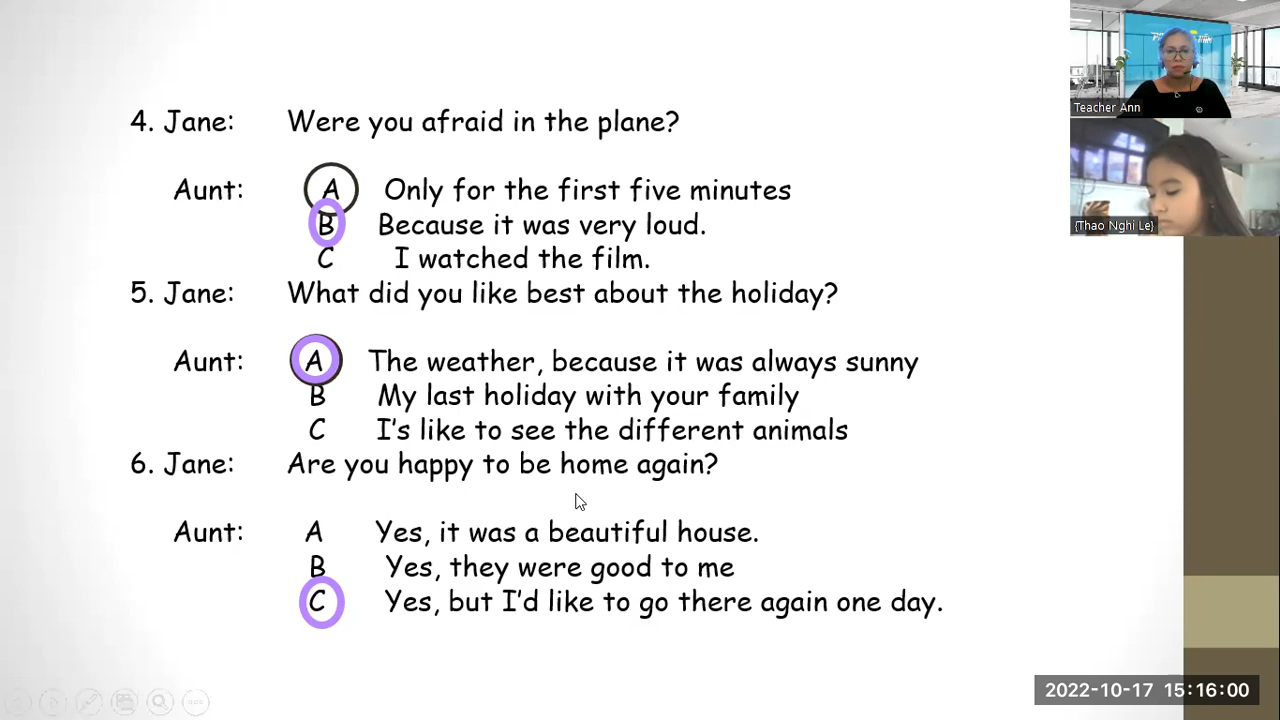 4. Jane: Were you afraid in the plane?
Aunt: A Only for the first five minutes
B Because it was very loud.
C I watched the film.
5. Jane: What did you like best about the holiday?
Aunt: A The weather, because it was always sunny
B My last holiday with your family
C I's like to see the different animals
6. Jane: Are you happy to be home again?
Aunt: A Yes, it was a beautiful house.
B Yes, they were good to me
C Yes, but I'd like to go there again one day.
Teacher Ann
{Thao Nghi Le}
2022-10-17 15:16:00